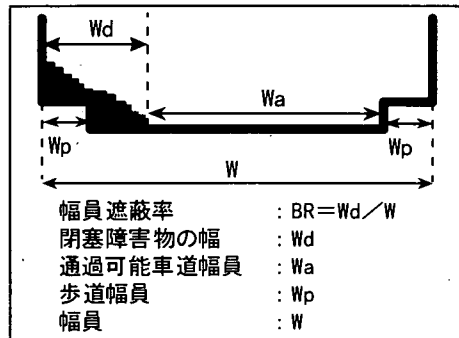 Wd
Wa
Wp
Wp
W
幅員遮蔽率 : BR=Wd/W
閉塞障害物の幅 : Wd
通過可能車道幅員 : Wa
歩道幅員 : Wp
幅員 : W